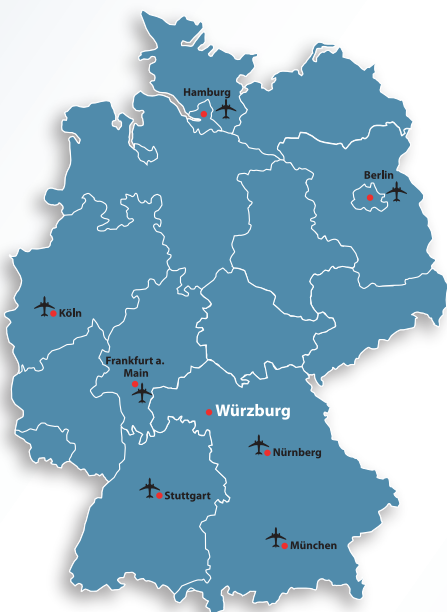 Hamburg
Berlin
Köln
Frankfurt a.
Main
Würzburg
Nürnberg
Stuttgart
München